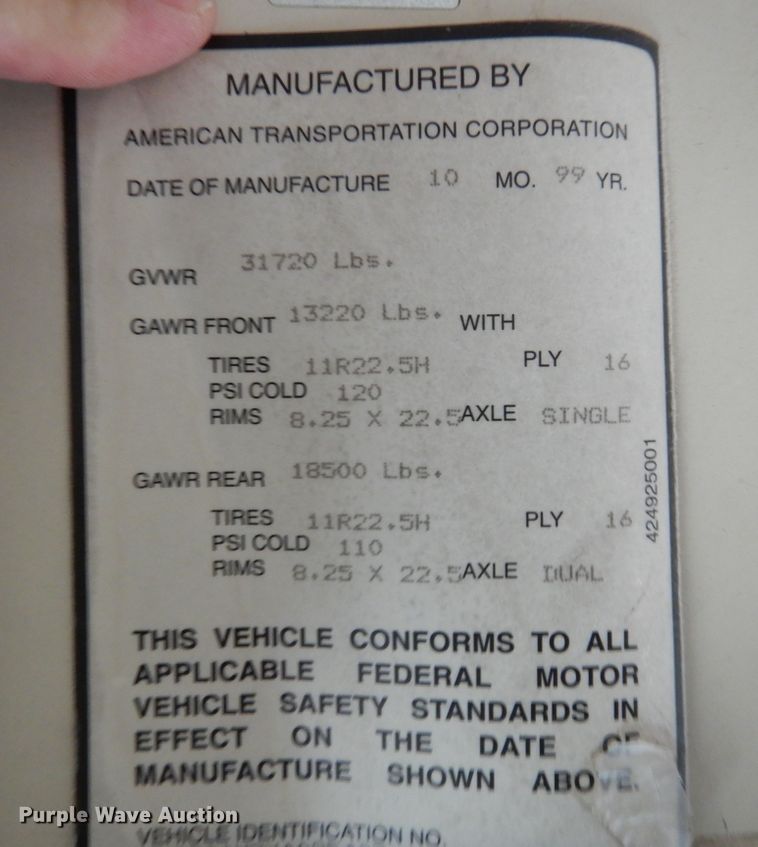 MANUFACTURED BY
AMERICAN TRANSPORTATION CORPORATION
DATE OF MANUFACTURE 10 MO. 99 YR.
GVWR 31720 Lbs.
GAWR FRONT 13220 Lbs. WITH
TIRES 11R22.5H PLY 16
PSI COLD 120
RIMS 8.25 X 22.5 AXLE SINGLE
GAWR REAR 18500 Lbs.
TIRES 11R22.5H PLY 16
PSI COLD 110
RIMS 8.25 X 22.5 AXLE DUAL
424925001
THIS VEHICLE CONFORMS TO ALL
APPLICABLE FEDERAL MOTOR
VEHICLE SAFETY STANDARDS IN
EFFECT ON THE DATE OF
MANUFACTURE SHOWN ABOVE.
VEHICLE IDENTIFICATION NO.
Purple Wave Auction